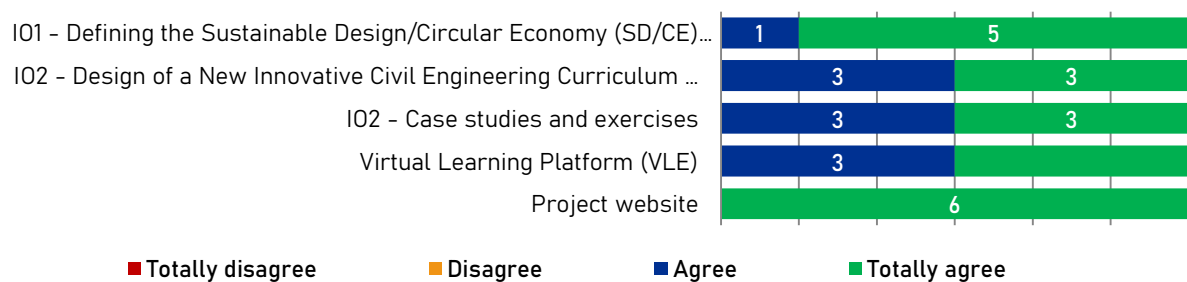 IO1 - Defining the Sustainable Design/Circular Economy (SD/CE)... 1 5
IO2 - Design of a New Innovative Civil Engineering Curriculum ... 3 3
IO2 - Case studies and exercises 3 3
Virtual Learning Platform (VLE) 3
Project website 6
Totally disagree Disagree Agree Totally agree